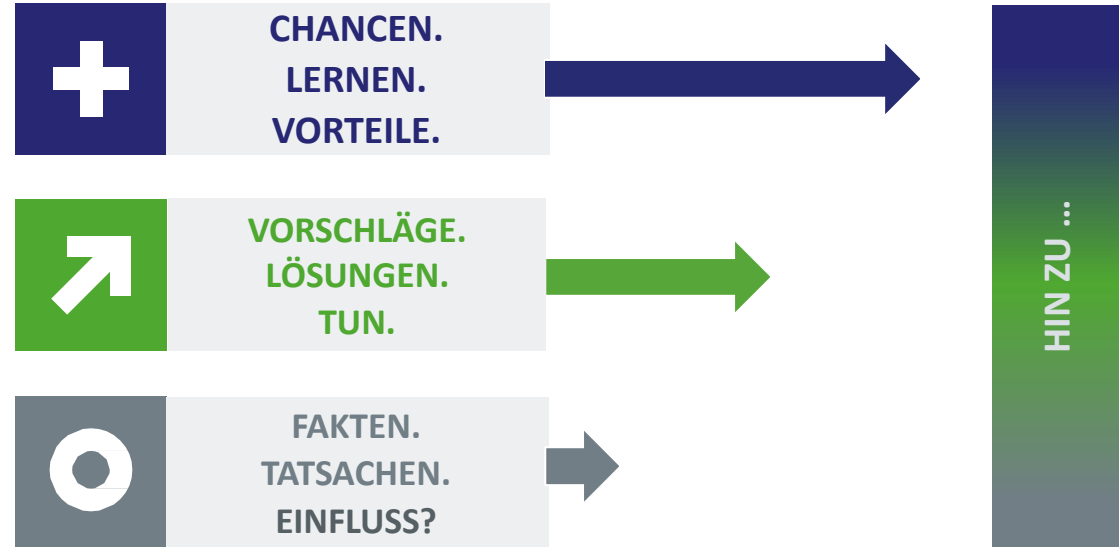 CHANCEN.
LERNEN.
VORTEILE.
VORSCHLÄGE.
LÖSUNGEN.
TUN.
FAKTEN.
TATSACHEN.
EINFLUSS?
HIN ZU ...